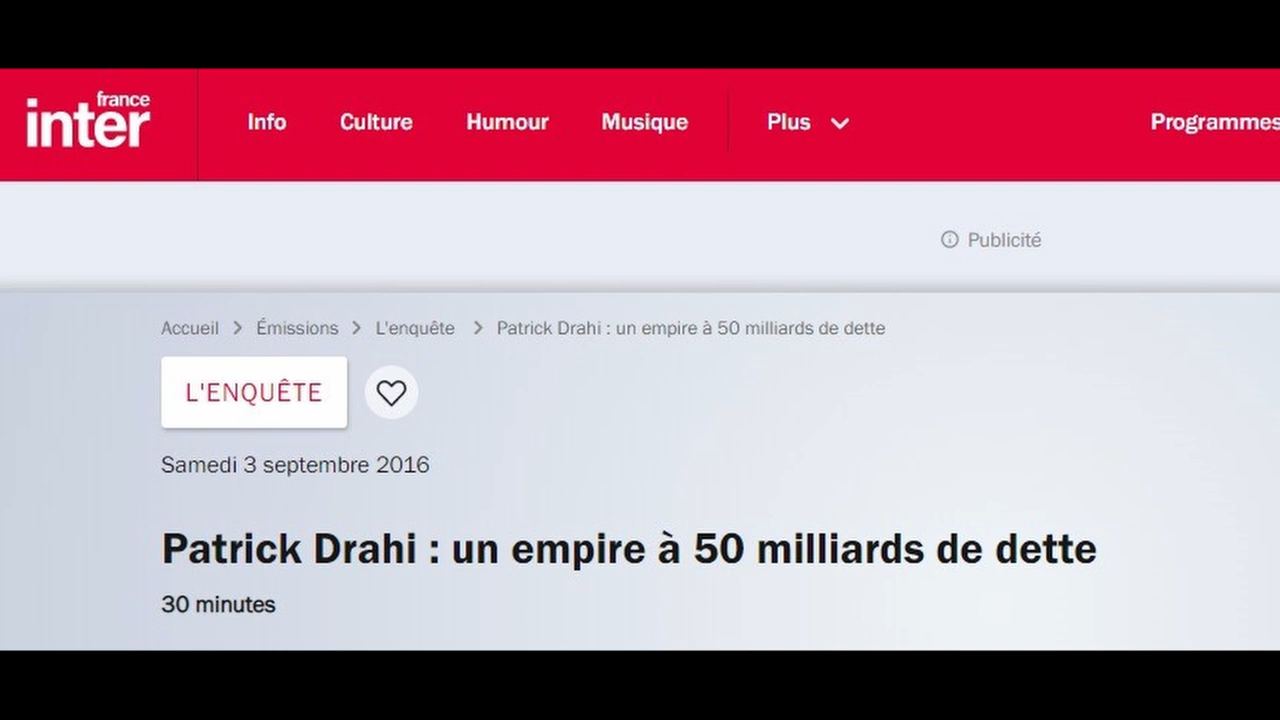 france
inter
Info Culture Humour Musique Plus Programmes
Publicité
Accueil > Émissions > L'enquête > Patrick Drahi : un empire à 50 milliards de dette
L'ENQUÊTE
Samedi 3 septembre 2016
Patrick Drahi : un empire à 50 milliards de dette
30 minutes